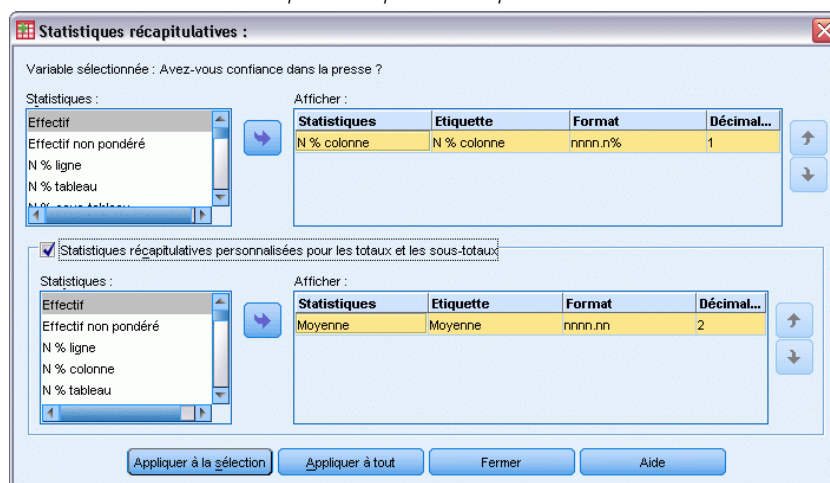 Statistiques récapitulatives :
Variable sélectionnée : Avez-vous confiance dans la presse ?
Statistiques :
Effectif
Effectif non pondéré
N % ligne
N % tableau
Afficher :
Statistiques Etiquette Format Décimal...
N % colonne N % colonne nnnn.n% 1
Statistiques récapitulatives personnalisées pour les totaux et les sous-totaux
Statistiques :
Effectif
Effectif non pondéré
N % ligne
N % colonne
N % tableau
Afficher :
Statistiques Etiquette Format Décimal...
Moyenne Moyenne nnnn.nn 2
Appliquer à la sélection Appliquer à tout Fermer Aide